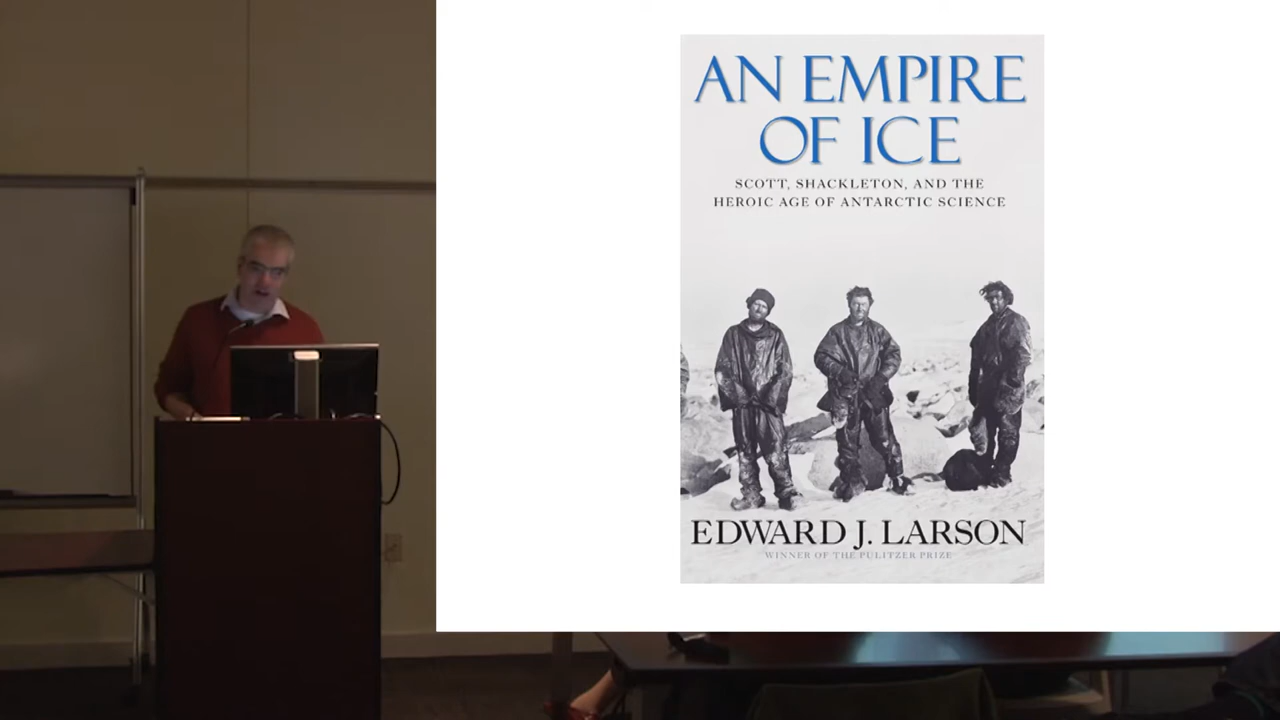 AN EMPIRE
OF ICE
SCOTT, SHACKLETON, AND THE
HEROIC AGE OF ANTARCTIC SCIENCE
EDWARD J. LARSON
WINNER OF THE PULITZER PRIZE